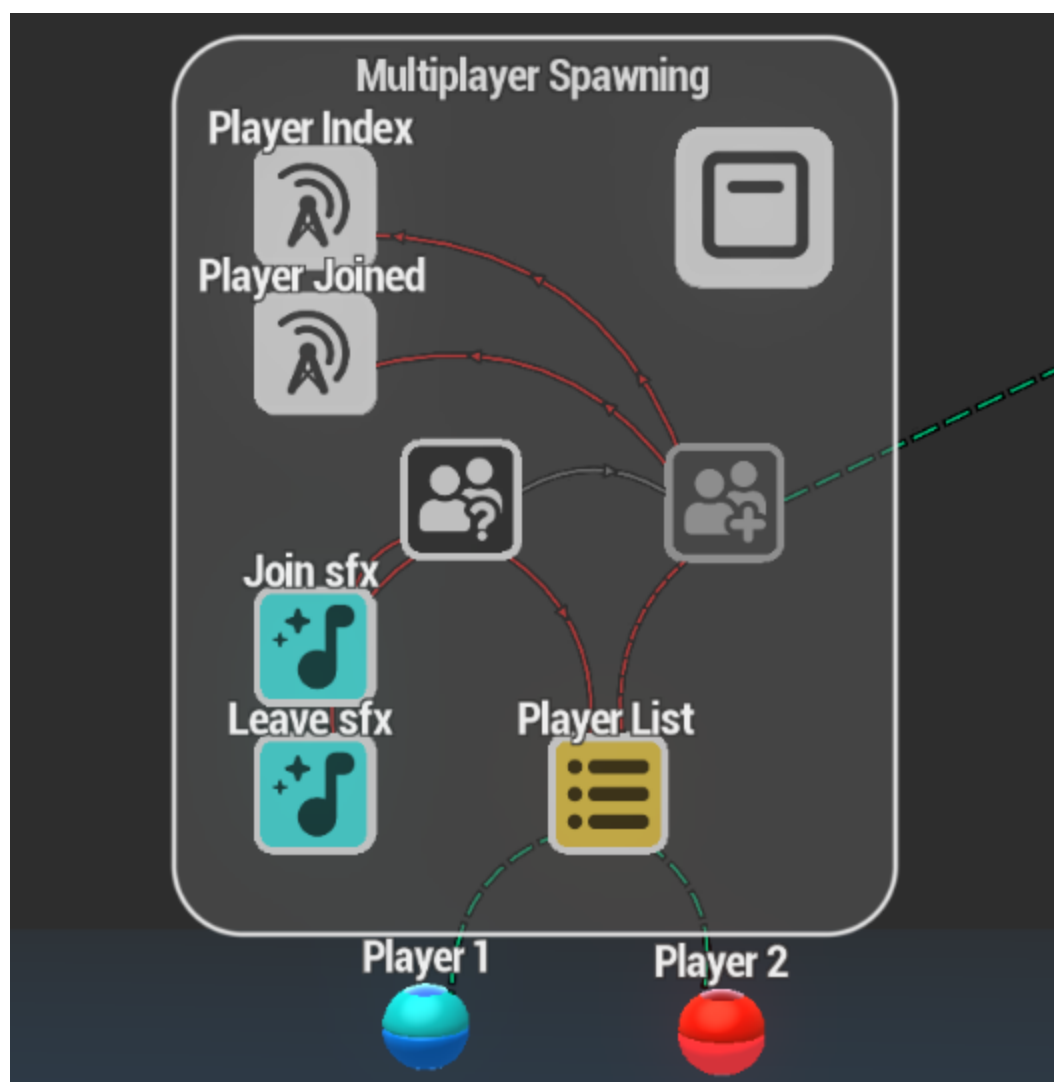 Multiplayer Spawning
Player Index
Player Joined
Join sfx
Leave sfx
Player List
Player 1
Player 2